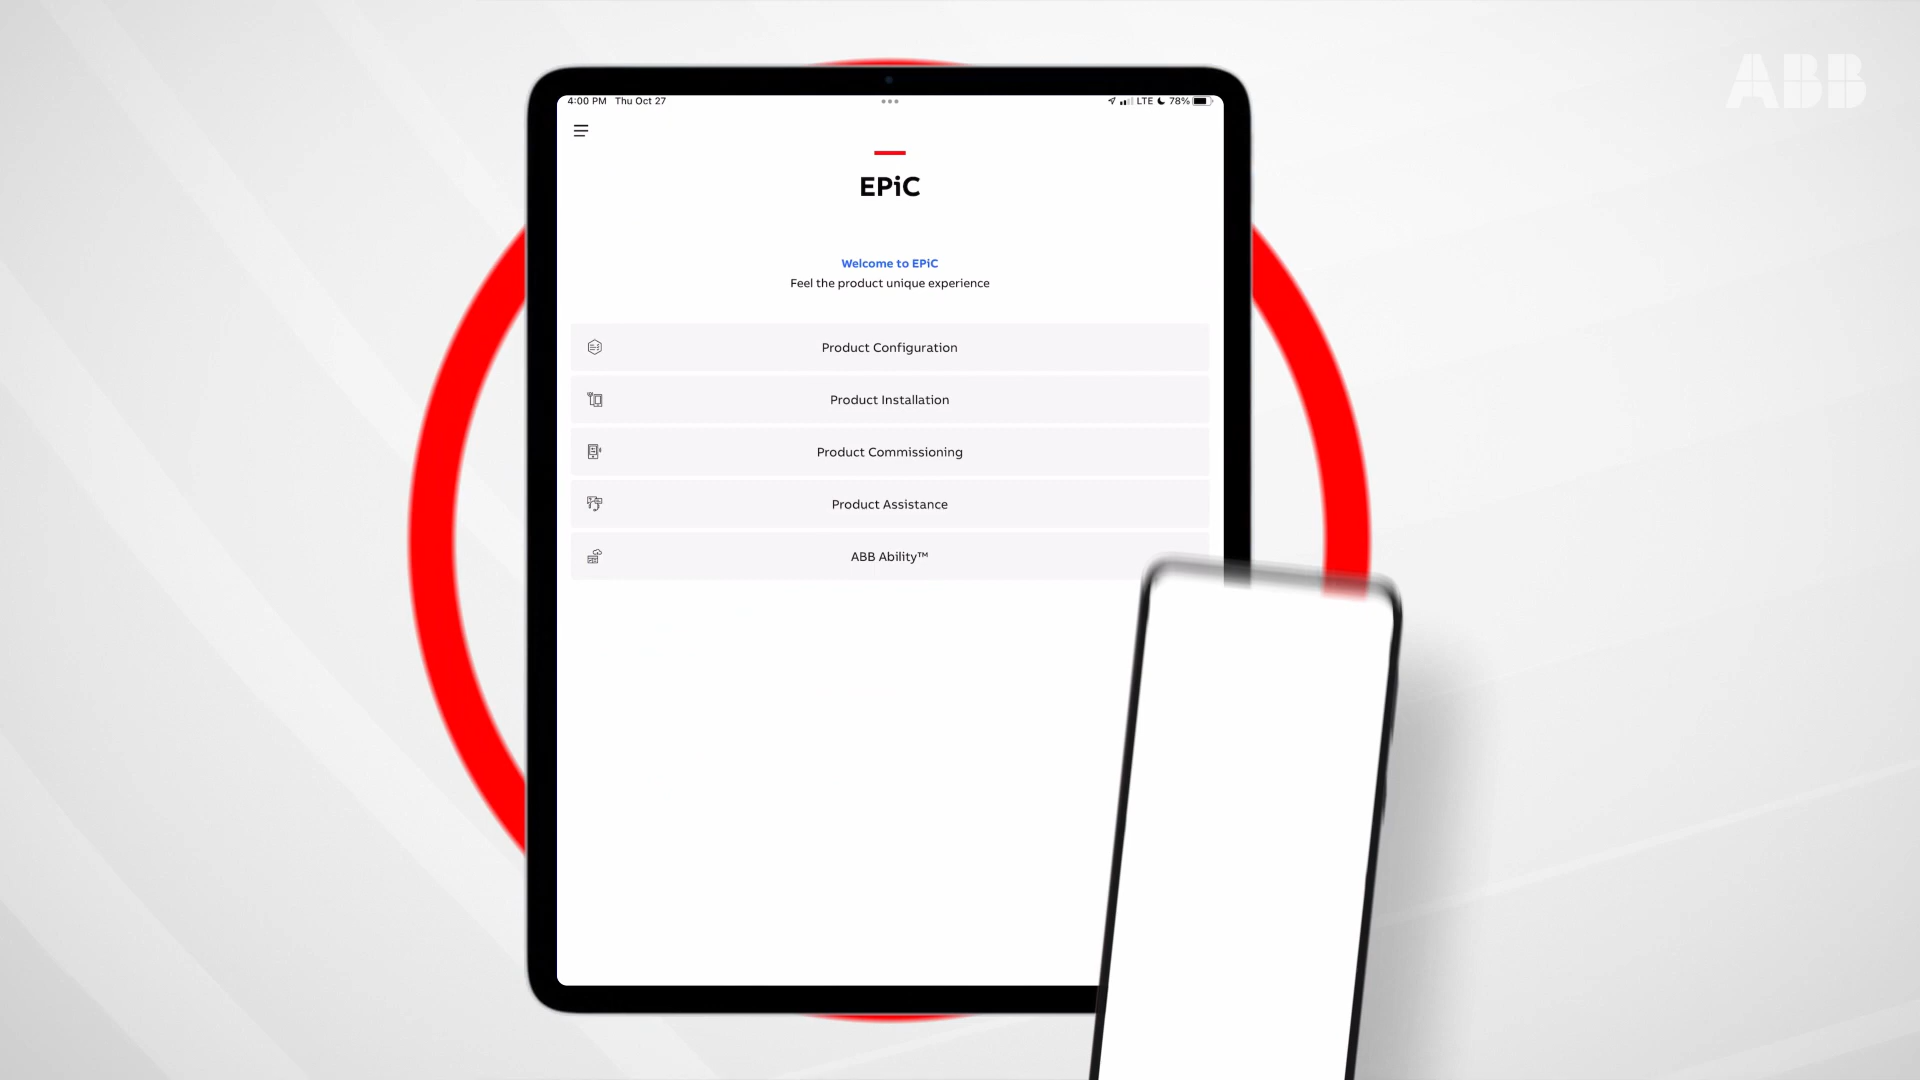 ABB
4:00 PM Thu Oct 27
LTE 78%
EPiC
Welcome to EPiC
Feel the product unique experience
Product Configuration
Product Installation
Product Commissioning
Product Assistance
ABB Ability™